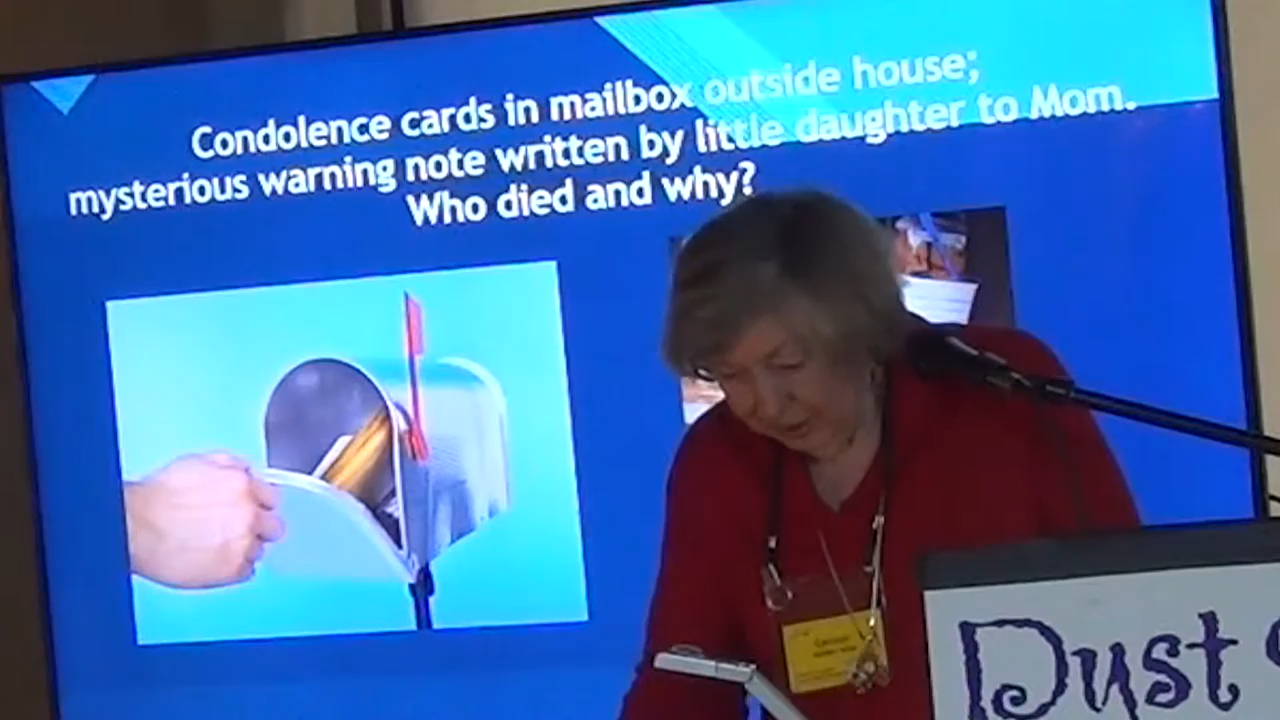 Condolence cards in mailbox outside house;
mysterious warning note written by little daughter to Mom.
Who died and why?
Dust